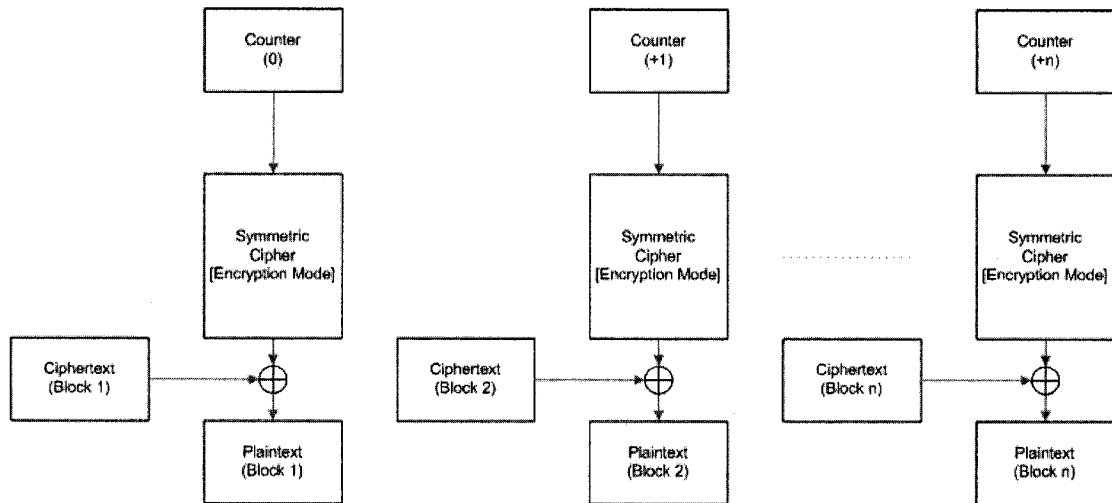 Counter
(0)
Counter
(+1)
Counter
(+n)
Symmetric
Cipher
[Encryption Mode]
Symmetric
Cipher
[Encryption Mode]
Symmetric
Cipher
[Encryption Mode]
Ciphertext
(Block 1)
Ciphertext
(Block 2)
Ciphertext
(Block n)
Plaintext
(Block 1)
Plaintext
(Block 2)
Plaintext
(Block n)